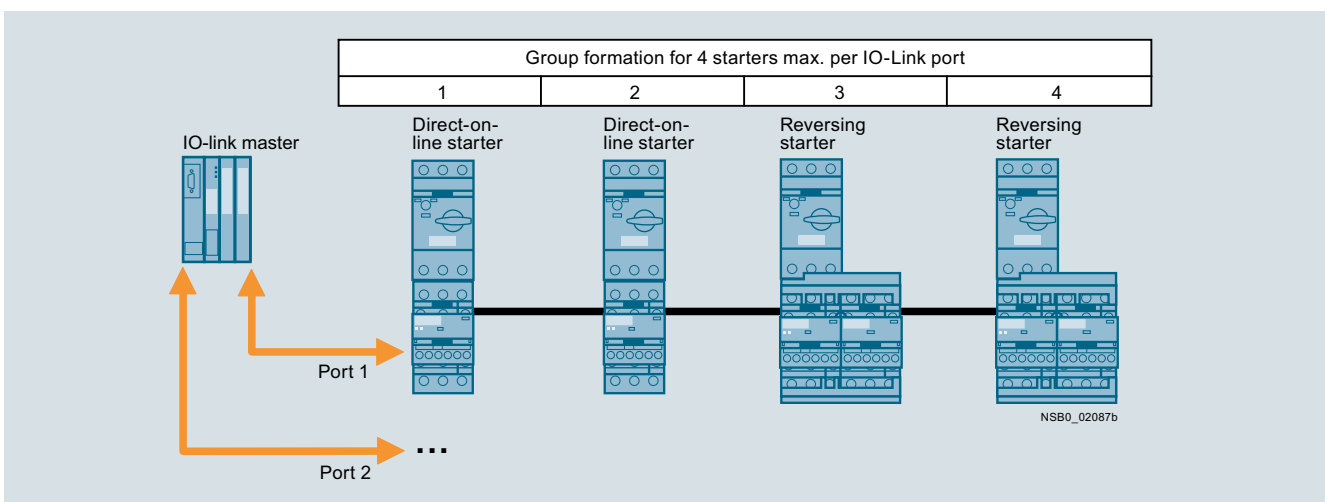 Group formation for 4 starters max. per IO-Link port
1 2 3 4
IO-link master
Direct-on-
line starter
Direct-on-
line starter
Reversing
starter
Reversing
starter
Port 1
NSB0_02087b
...
Port 2